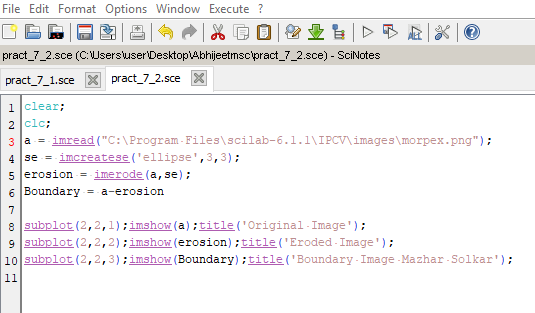 File Edit Format Options Window Execute ?
pract_7_2.sce (C:\Users\user\Desktop\Abhijeetmsc\pract_7_2.sce) - SciNotes
pract_7_1.sce pract_7_2.sce
1 clear;
2 clc;
3 a = imread("C:\Program Files\scilab-6.1.1\IPCV\images\morpex.png");
4 se = imcreatese('ellipse',3,3);
5 erosion = imerode(a,se);
6 Boundary = a-erosion
7
8 subplot(2,2,1);imshow(a);title('Original Image');
9 subplot(2,2,2);imshow(erosion);title('Eroded Image');
10 subplot(2,2,3);imshow(Boundary);title('Boundary Image Mazhar Solkar');
11